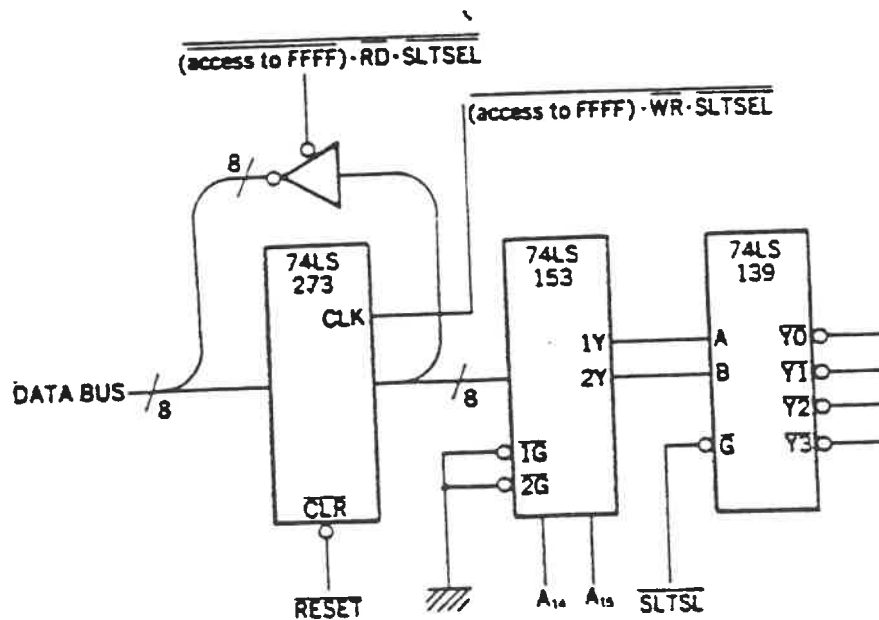 (access to FFFF)·RD·SLTSEL
(access to FFFF)·WR·SLTSEL
8
74LS
273
CLK
74LS
153
74LS
139
1Y
2Y
A
B
Y0
Y1
Y2
Y3
DATA BUS
8
8
1G
2G
G
CLR
RESET
A14
A15
SLTSL